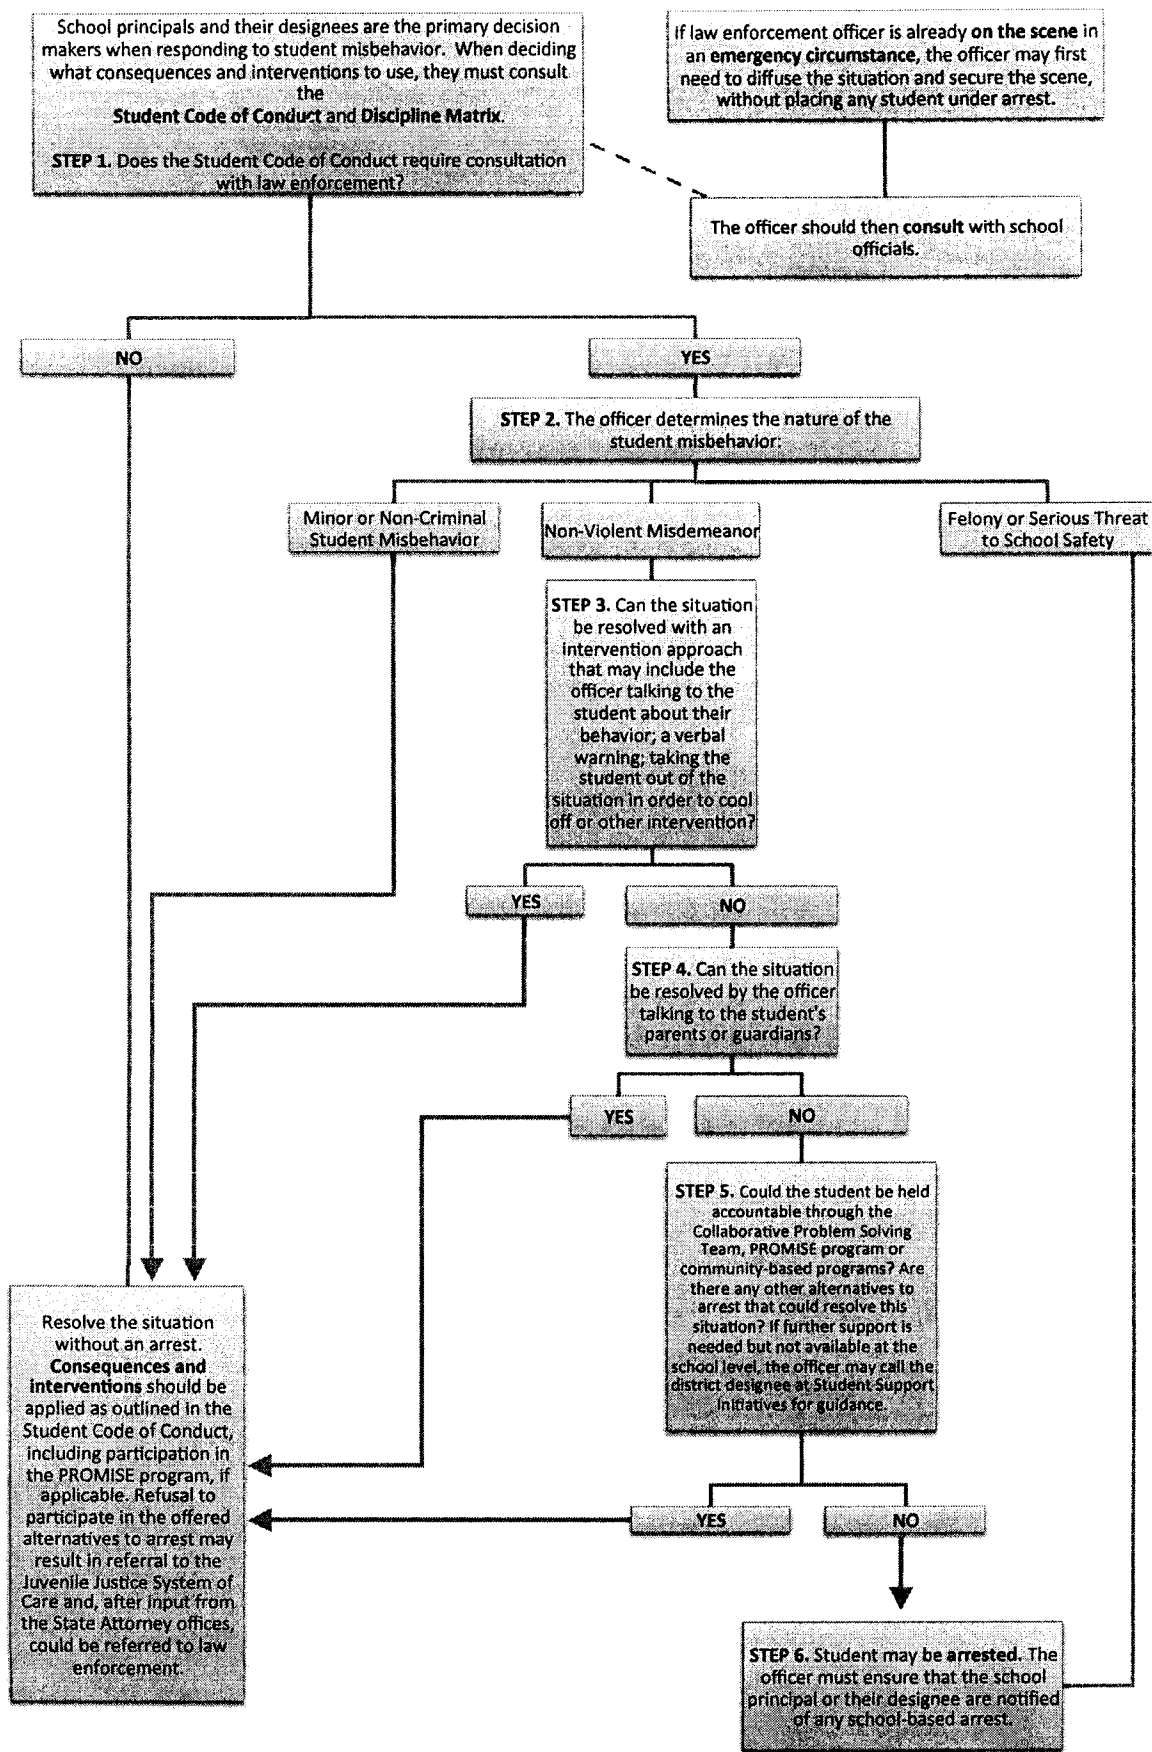 School principals and their designees are the primary decision
makers when responding to student misbehavior. When deciding
what consequences and interventions to use, they must consult
the
Student Code of Conduct and Discipline Matrix.
STEP 1. Does the Student Code of Conduct require consultation
with law enforcement?
If law enforcement officer is already on the scene in
an emergency circumstance, the officer may first
need to diffuse the situation and secure the scene,
without placing any student under arrest.
The officer should then consult with school
officials.
NO
YES
STEP 2. The officer determines the nature of the
student misbehavior:
Minor or Non-Criminal
Student Misbehavior
Non-Violent Misdemeanor
Felony or Serious Threat
to School Safety
STEP 3. Can the situation
be resolved with an
intervention approach
that may include the
officer talking to the
student about their
behavior; a verbal
warning; taking the
student out of the
situation in order to cool
off or other intervention?
YES
NO
STEP 4. Can the situation
be resolved by the officer
talking to the student's
parents or guardians?
YES
NO
STEP 5. Could the student be held
accountable through the
Collaborative Problem Solving
Team, PROMISE program or
community-based programs? Are
there any other alternatives to
arrest that could resolve this
situation? If further support is
needed but not available at the
school level, the officer may call the
district designee at Student Support
Initiatives for guidance.
YES
NO
Resolve the situation
without an arrest.
Consequences and
interventions should be
applied as outlined in the
Student Code of Conduct,
including participation in
the PROMISE program, if
applicable. Refusal to
participate in the offered
alternatives to arrest may
result in referral to the
Juvenile Justice System of
Care and, after input from
the State Attorney offices,
could be referred to law
enforcement.
STEP 6. Student may be arrested. The
officer must ensure that the school
principal or their designee are notified
of any school-based arrest.